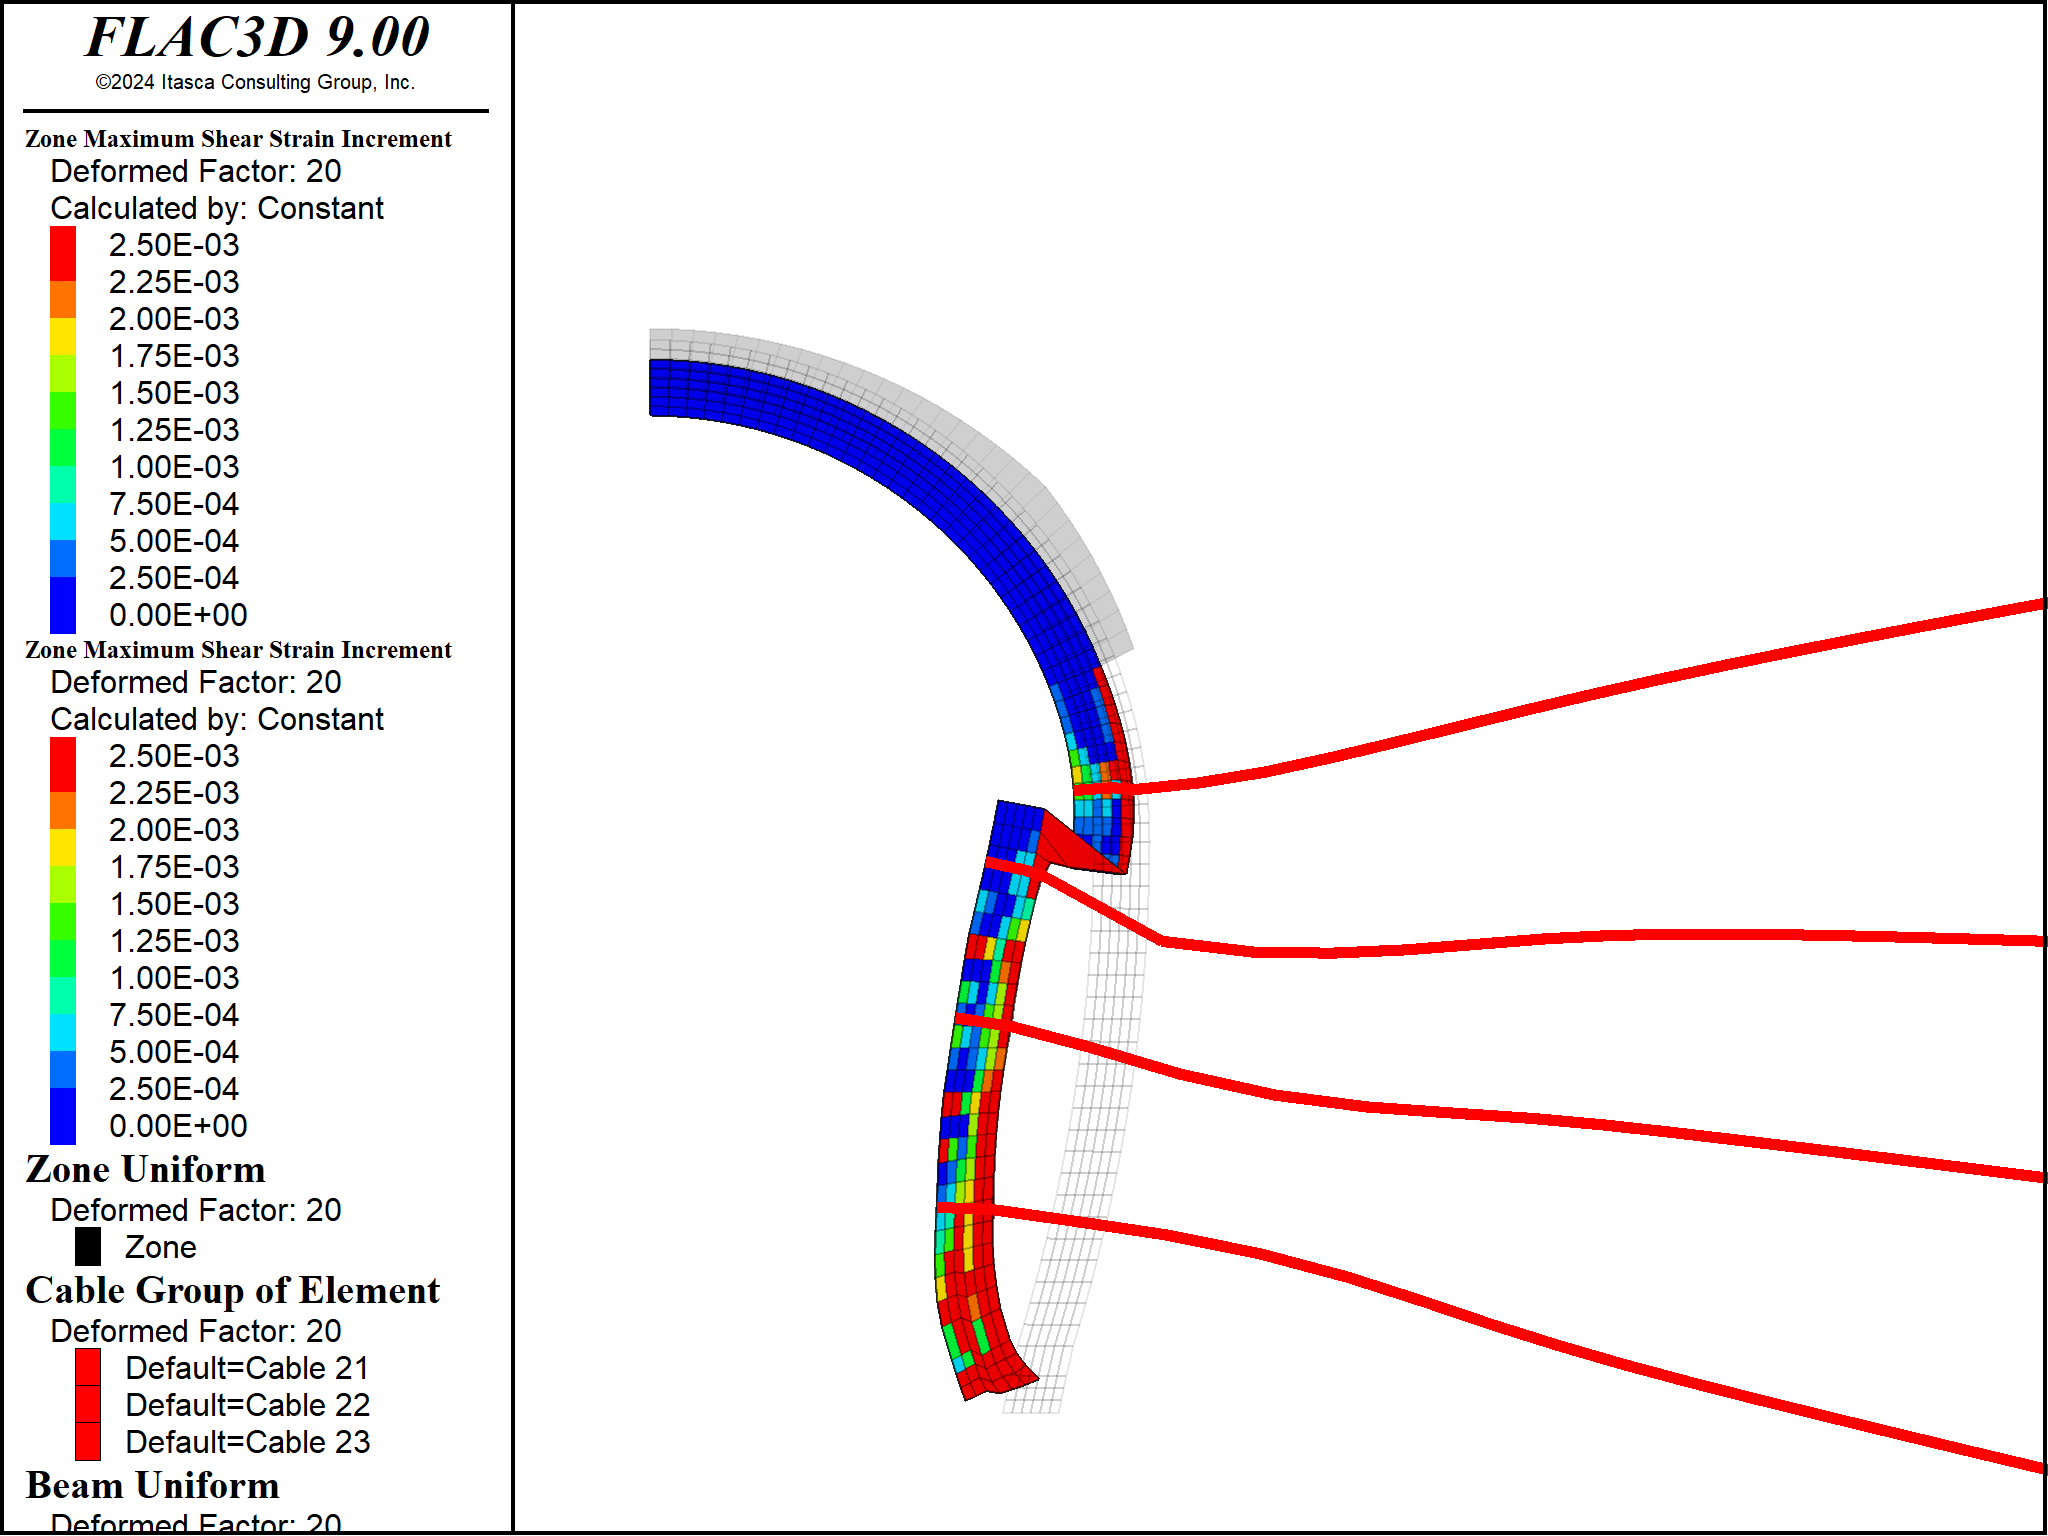 FLAC3D 9.00
©2024 Itasca Consulting Group, Inc.
Zone Maximum Shear Strain Increment
Deformed Factor: 20
Calculated by: Constant
2.50E-03
2.25E-03
2.00E-03
1.75E-03
1.50E-03
1.25E-03
1.00E-03
7.50E-04
5.00E-04
2.50E-04
0.00E+00
Zone Maximum Shear Strain Increment
Deformed Factor: 20
Calculated by: Constant
2.50E-03
2.25E-03
2.00E-03
1.75E-03
1.50E-03
1.25E-03
1.00E-03
7.50E-04
5.00E-04
2.50E-04
0.00E+00
Zone Uniform
Deformed Factor: 20
Zone
Cable Group of Element
Deformed Factor: 20
Default=Cable 21
Default=Cable 22
Default=Cable 23
Beam Uniform
Deformed Factor: 20